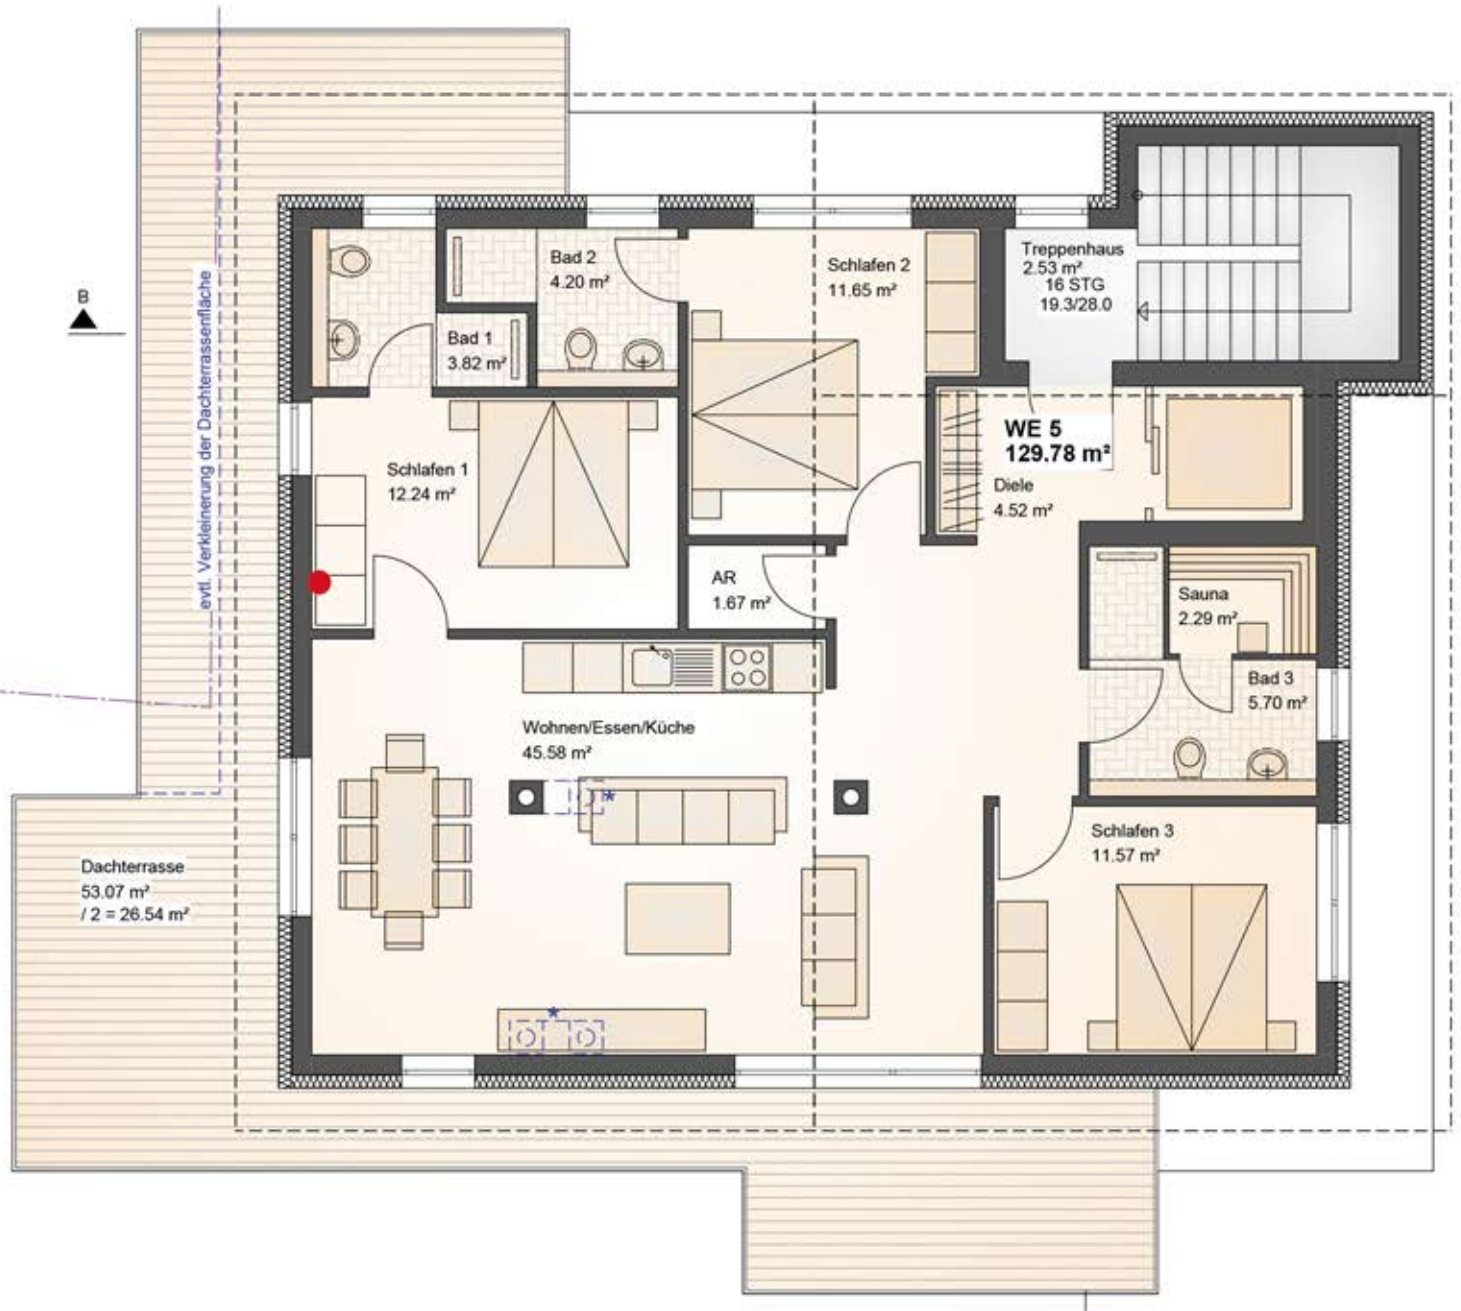 B
evtl. Verkleinerung der Dachterrassenfläche
Bad 2
4.20 m²
Schlafen 2
11.65 m²
Treppenhaus
2.53 m²
16 STG
19.3/28.0
Bad 1
3.82 m²
WE 5
129.78 m²
Schlafen 1
12.24 m²
Diele
4.52 m²
AR
1.67 m²
Sauna
2.29 m²
Bad 3
5.70 m²
Wohnen/Essen/Küche
45.58 m²
*
Schlafen 3
11.57 m²
Dachterrasse
53.07 m²
/ 2 = 26.54 m²
*